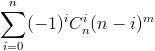 \sum_{i=0}^{n} (-1)^i C_n^i (n-i)^m